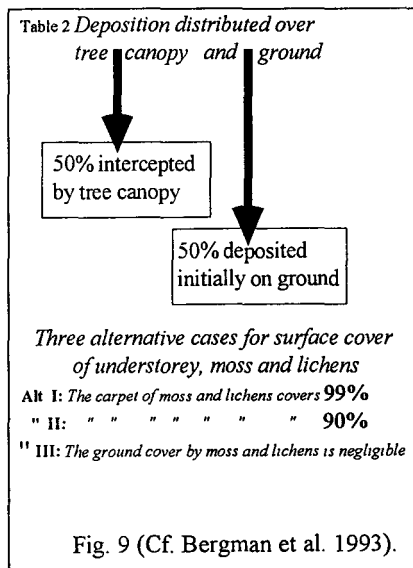 Table 2 Deposition distributed over
tree canopy and ground
50% intercepted
by tree canopy
50% deposited
initially on ground
Three alternative cases for surface cover
of understorey, moss and lichens
Alt I: The carpet of moss and lichens covers 99%
" II: " " " " " " " 90%
" III: The ground cover by moss and lichens is negligible
Fig. 9 (Cf. Bergman et al. 1993).